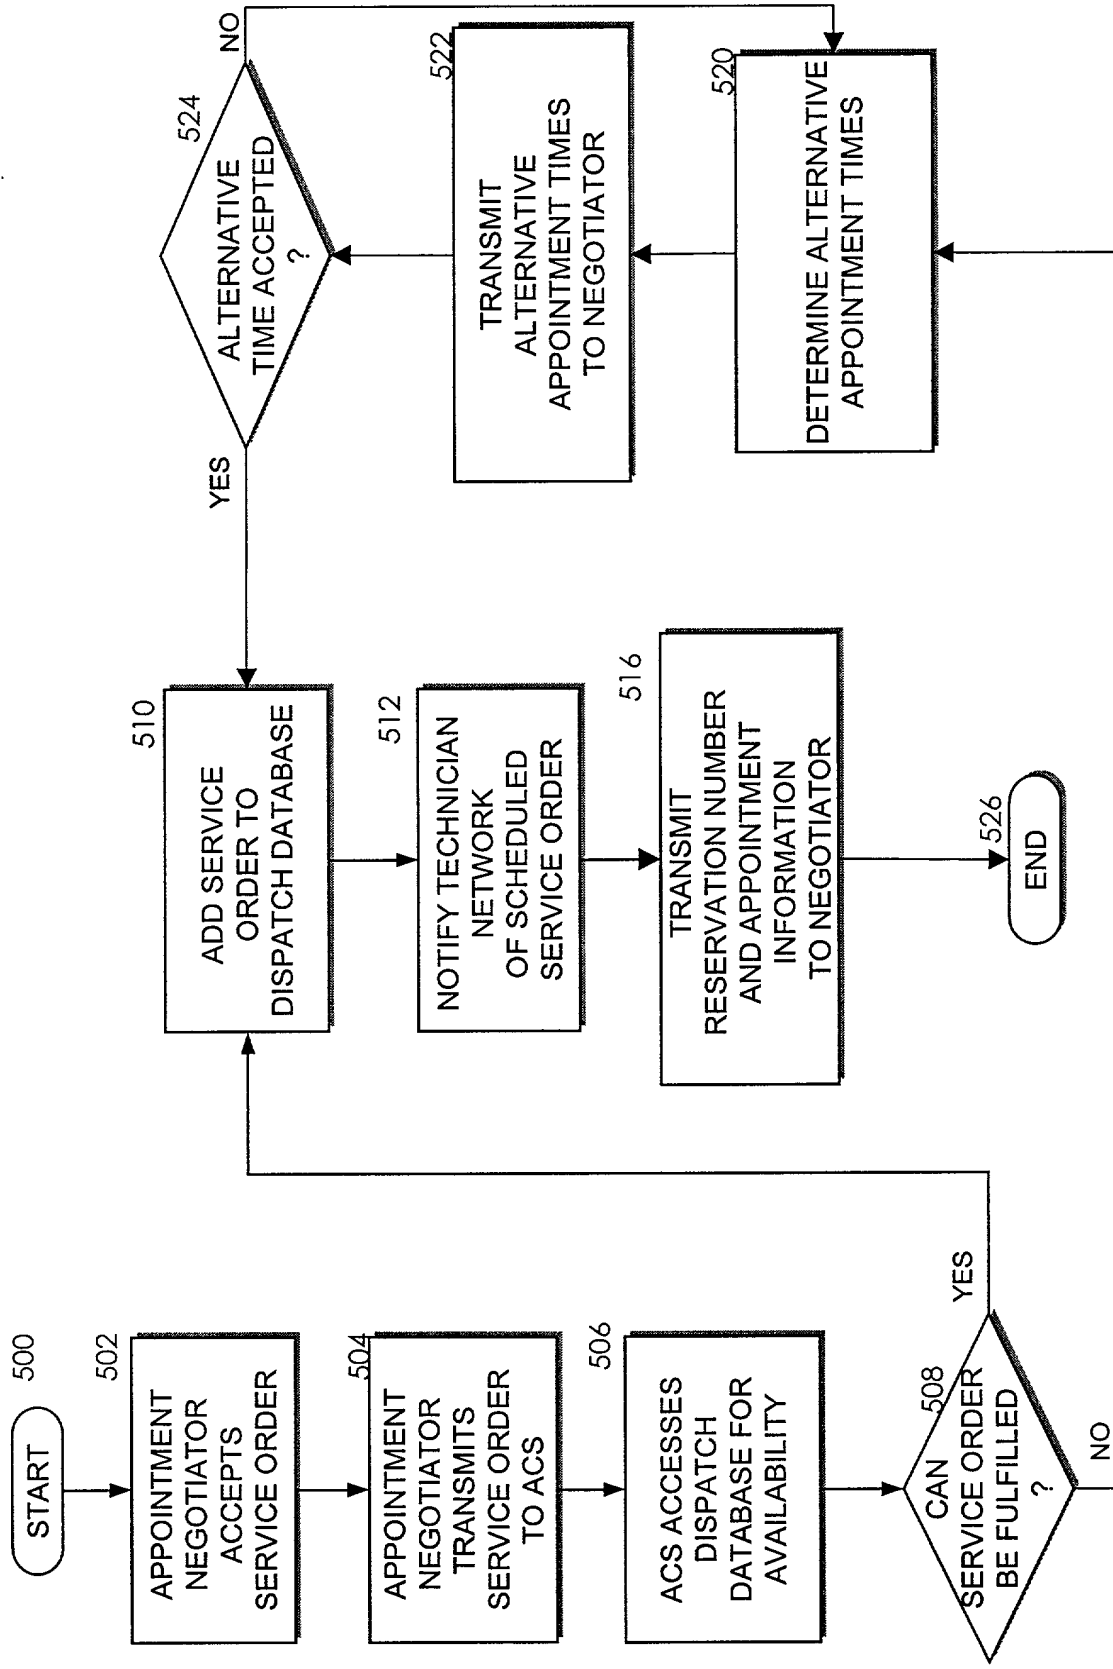 START
500
APPOINTMENT
NEGOTIATOR
ACCEPTS
SERVICE ORDER
502
APPOINTMENT
NEGOTIATOR
TRANSMITS
SERVICE ORDER
TO ACS
504
ACS ACCESSES
DISPATCH
DATABASE FOR
AVAILABILITY
506
CAN
SERVICE ORDER
BE FULFILLED
?
508
YES
NO
ADD SERVICE
ORDER TO
DISPATCH DATABASE
510
NOTIFY TECHNICIAN
NETWORK
OF SCHEDULED
SERVICE ORDER
512
TRANSMIT
RESERVATION NUMBER
AND APPOINTMENT
INFORMATION
TO NEGOTIATOR
516
END
526
ALTERNATIVE
TIME ACCEPTED
?
524
YES
NO
TRANSMIT
ALTERNATIVE
APPOINTMENT TIMES
TO NEGOTIATOR
522
DETERMINE ALTERNATIVE
APPOINTMENT TIMES
520